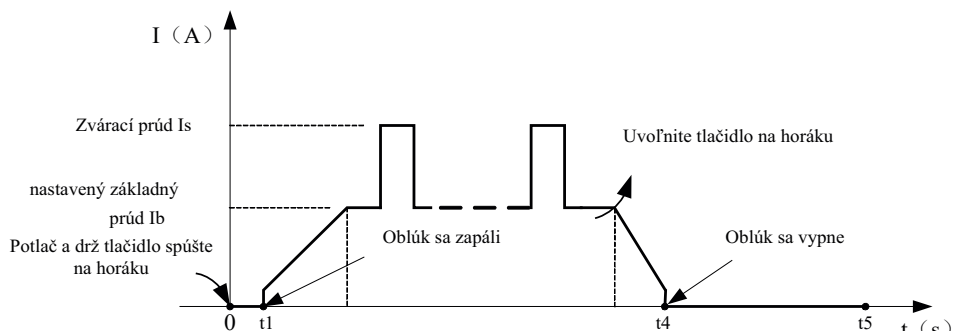 I（A）
Zvárací prúd Is
Uvoľnite tlačidlo na horáku
nastavený základný
prúd Ib
Oblúk sa zapáli
Oblúk sa vypne
Potlač a drž tlačidlo spúšte
na horáku
0
t1
t4
t5
t（s）